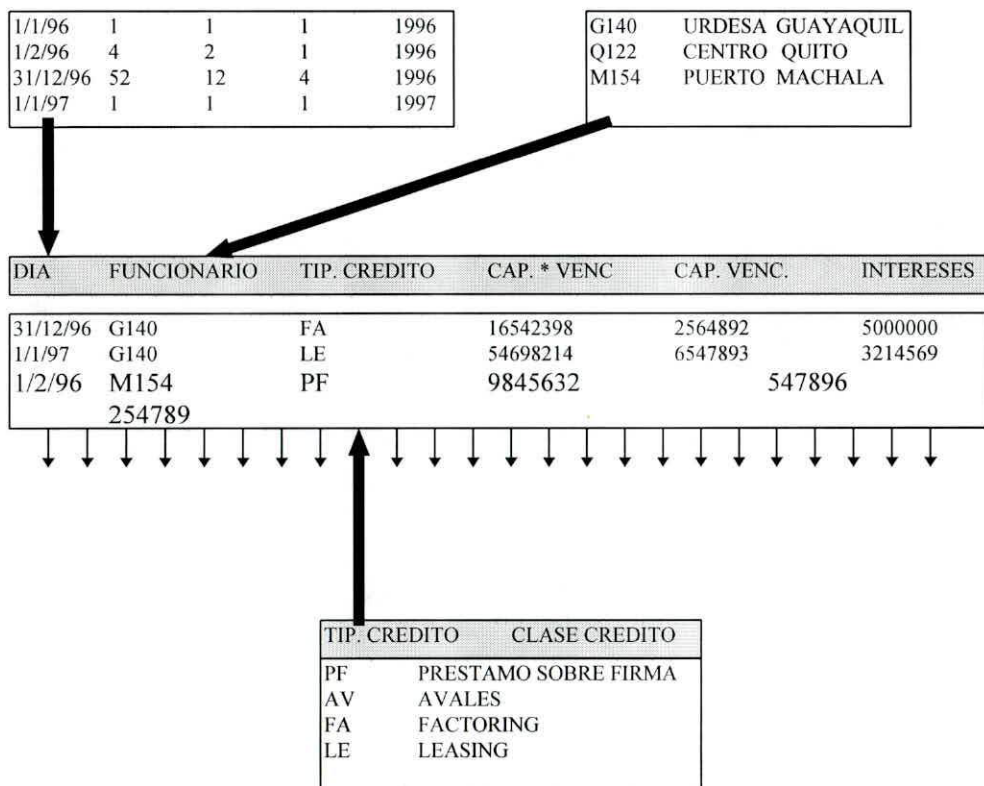 1/1/96 1 1 1 1996
1/2/96 4 2 1 1996
31/12/96 52 12 4 1996
1/1/97 1 1 1 1997
G140 URDESA GUAYAQUIL
Q122 CENTRO QUITO
M154 PUERTO MACHALA
DIA FUNCIONARIO TIP. CREDITO CAP. * VENC CAP. VENC. INTERESES
31/12/96 G140 FA 16542398 2564892 5000000
1/1/97 G140 LE 54698214 6547893 3214569
1/2/96 M154 PF 9845632 547896
254789
TIP. CREDITO CLASE CREDITO
PF PRESTAMO SOBRE FIRMA
AV AVALES
FA FACTORING
LE LEASING